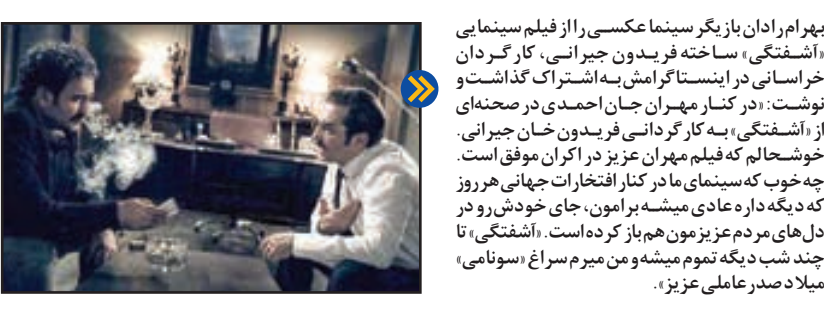 بهرام رادان بازیگر سینما عکسی را از فیلم سینمایی
«آشفتگی» ساخته فریدون جیرانی، کارگردان
خراسانی در اینستاگرامش به اشتراک گذاشت و
نوشت: «در کنار مهران جان احمدی در صحنه‌ای
از «آشفتگی» به کارگردانی فریدون خان جیرانی.
خوشحالم که فیلم مهران عزیز در اکران موفق است.
چه خوب که سینمای ما در کنار افتخارات جهانی هر روز
که دیگه داره عادی میشه برامون، جای خودش رو در
دل‌های مردم عزیزمون هم باز کرده است. «آشفتگی» تا
چند شب دیگه تموم میشه و من میرم سراغ «سونامی»
میلاد صدرعاملی عزیز».